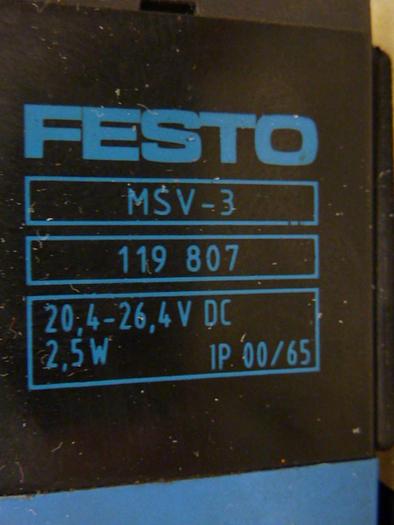 FESTO
MSV-3
119 807
20,4-26,4V DC
2,5W IP 00/65